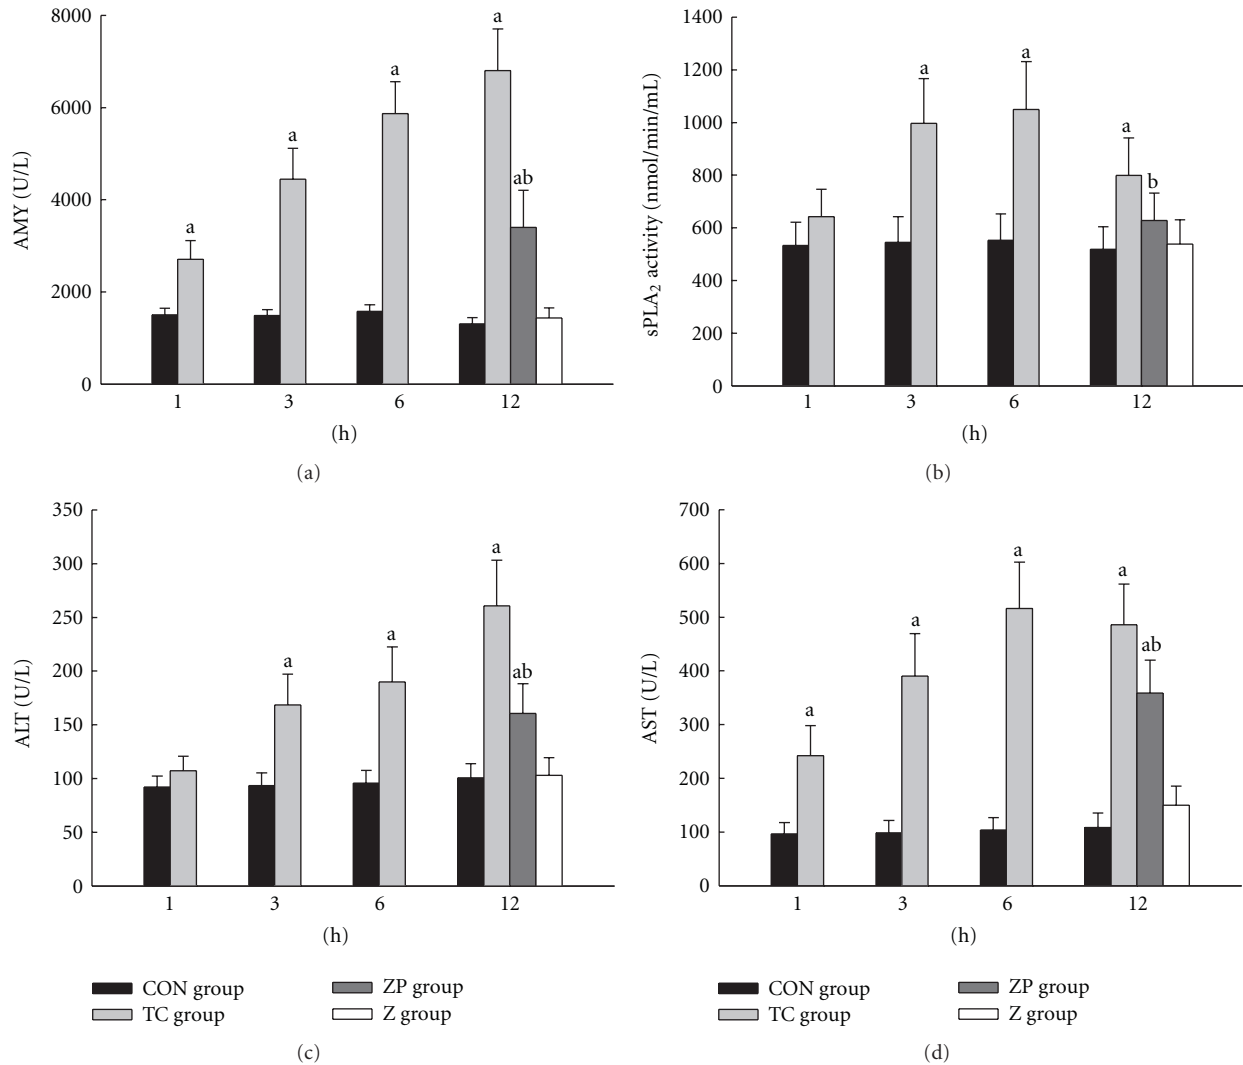 8000
6000
4000
2000
0
AMY (U/L)
a
a
a
a
ab
1 3 6 12
(h)
(a)
1400
1200
1000
800
600
400
200
0
sPLA2 activity (nmol/min/mL)
a
a
a
b
1 3 6 12
(h)
(b)
350
300
250
200
150
100
50
0
ALT (U/L)
a
a
a
ab
1 3 6 12
(h)
CON group ZP group
TC group Z group
(c)
700
600
500
400
300
200
100
0
AST (U/L)
a
a
a
a
ab
1 3 6 12
(h)
CON group ZP group
TC group Z group
(d)